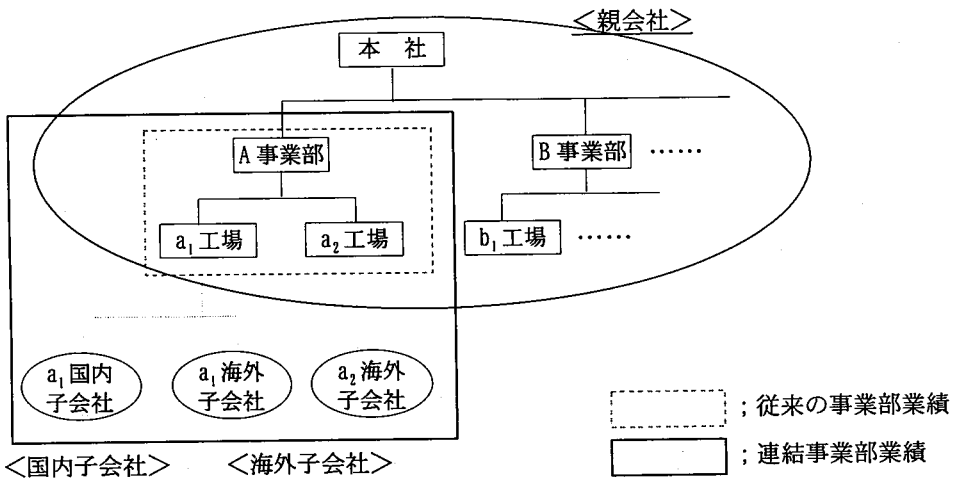 <親会社>
本 社
A 事業部
B 事業部
……
a₁ 工場
a₂ 工場
b₁ 工場
……
a₁ 国内
子会社
a₁ 海外
子会社
a₂ 海外
子会社
；従来の事業部業績
；連結事業部業績
<国内子会社>
<海外子会社>